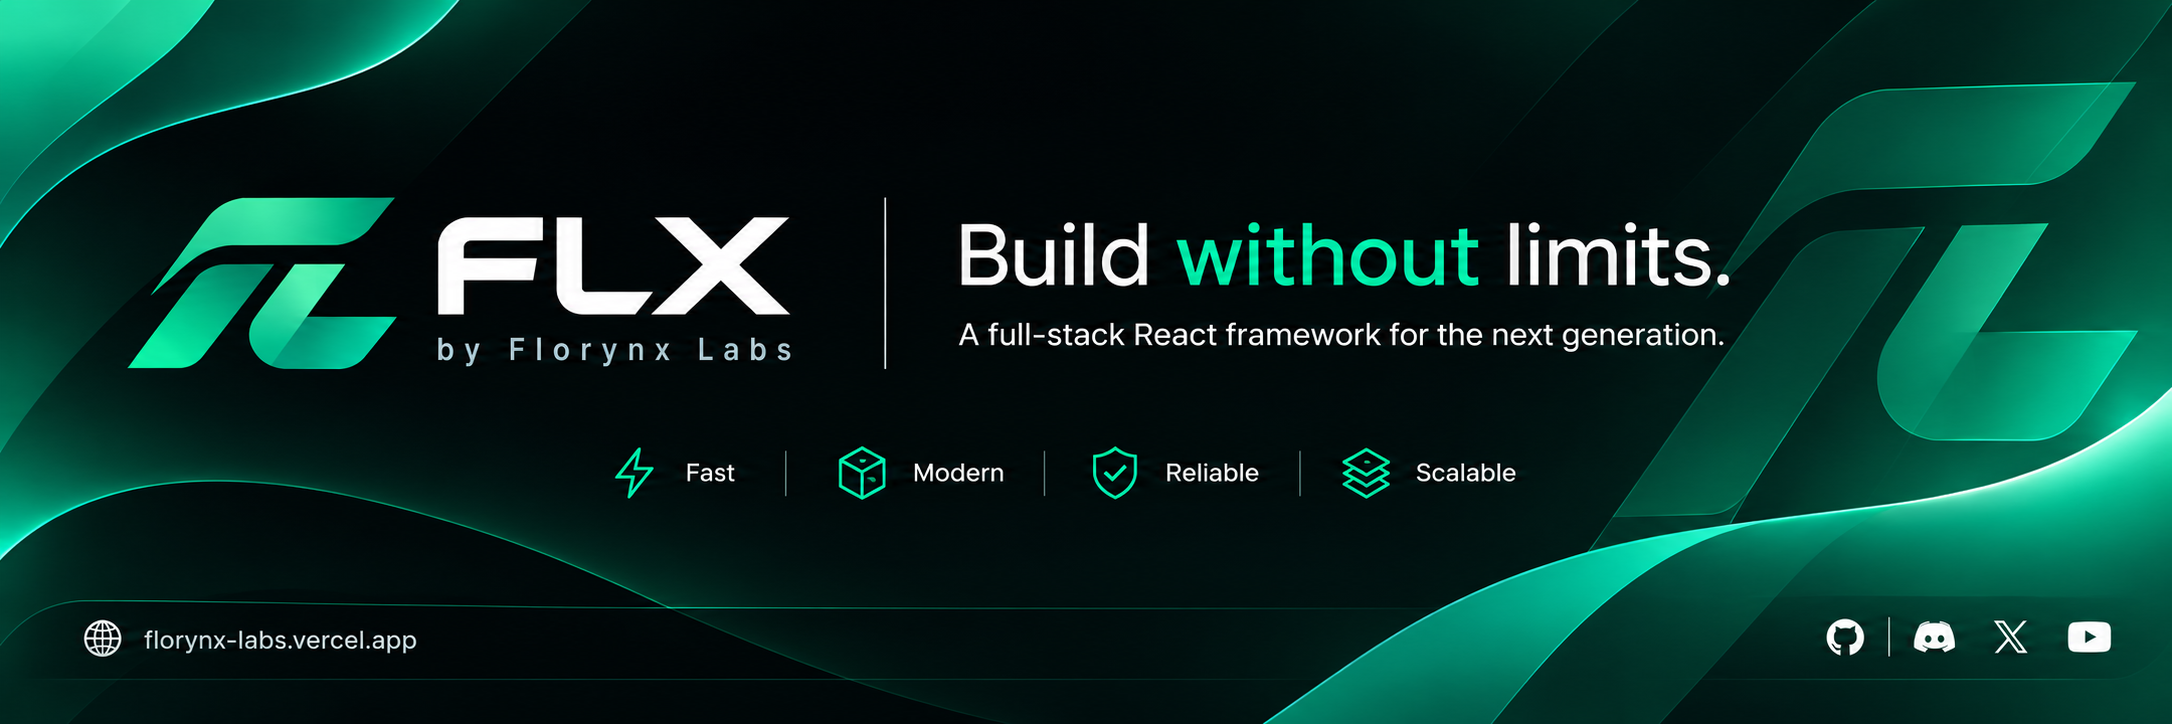 FLX
by Florynx Labs
Build without limits.
A full-stack React framework for the next generation.
Fast
Modern
Reliable
Scalable
florynx-labs.vercel.app